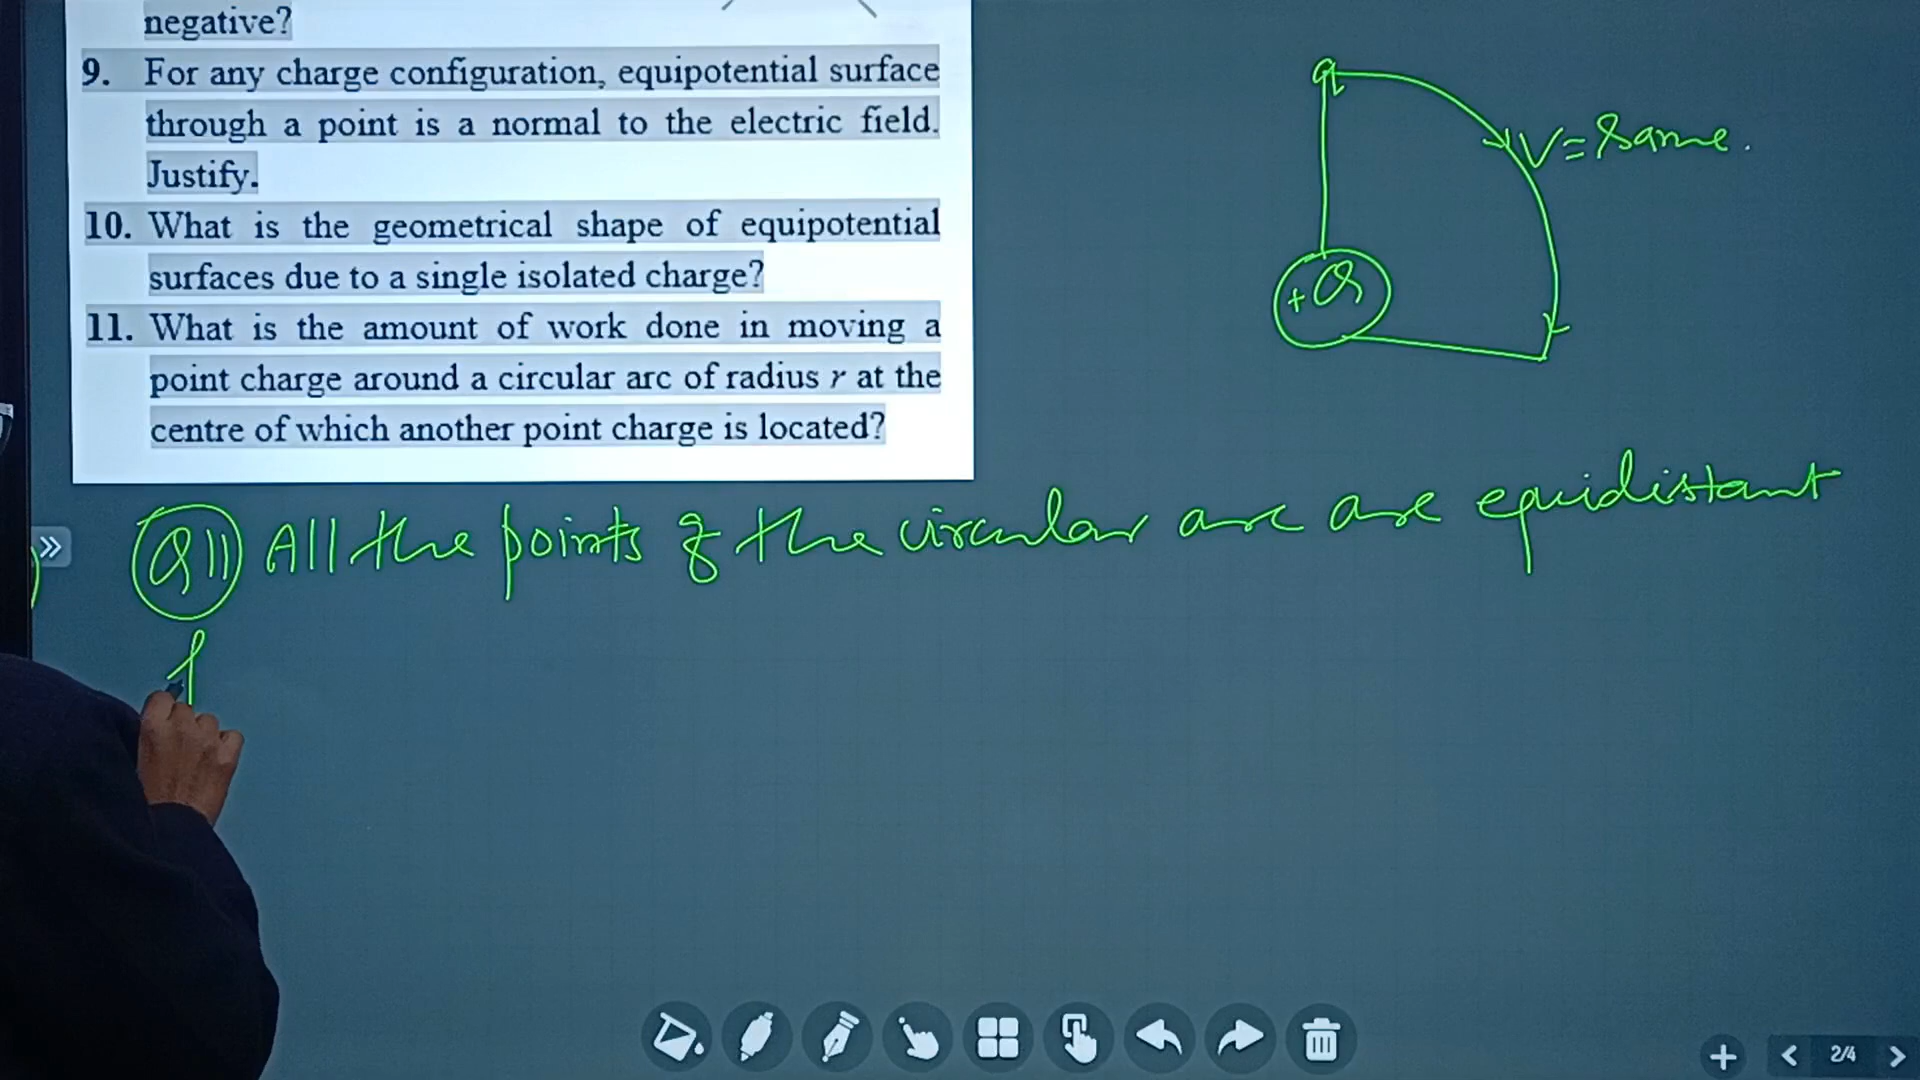 negative?
9. For any charge configuration, equipotential surface
through a point is a normal to the electric field.
Justify.
10. What is the geometrical shape of equipotential
surfaces due to a single isolated charge?
11. What is the amount of work done in moving a
point charge around a circular arc of radius r at the
centre of which another point charge is located?
q
V = Same.
+Q
Q11 All the points of the circular arc are equidistant
f
2/4